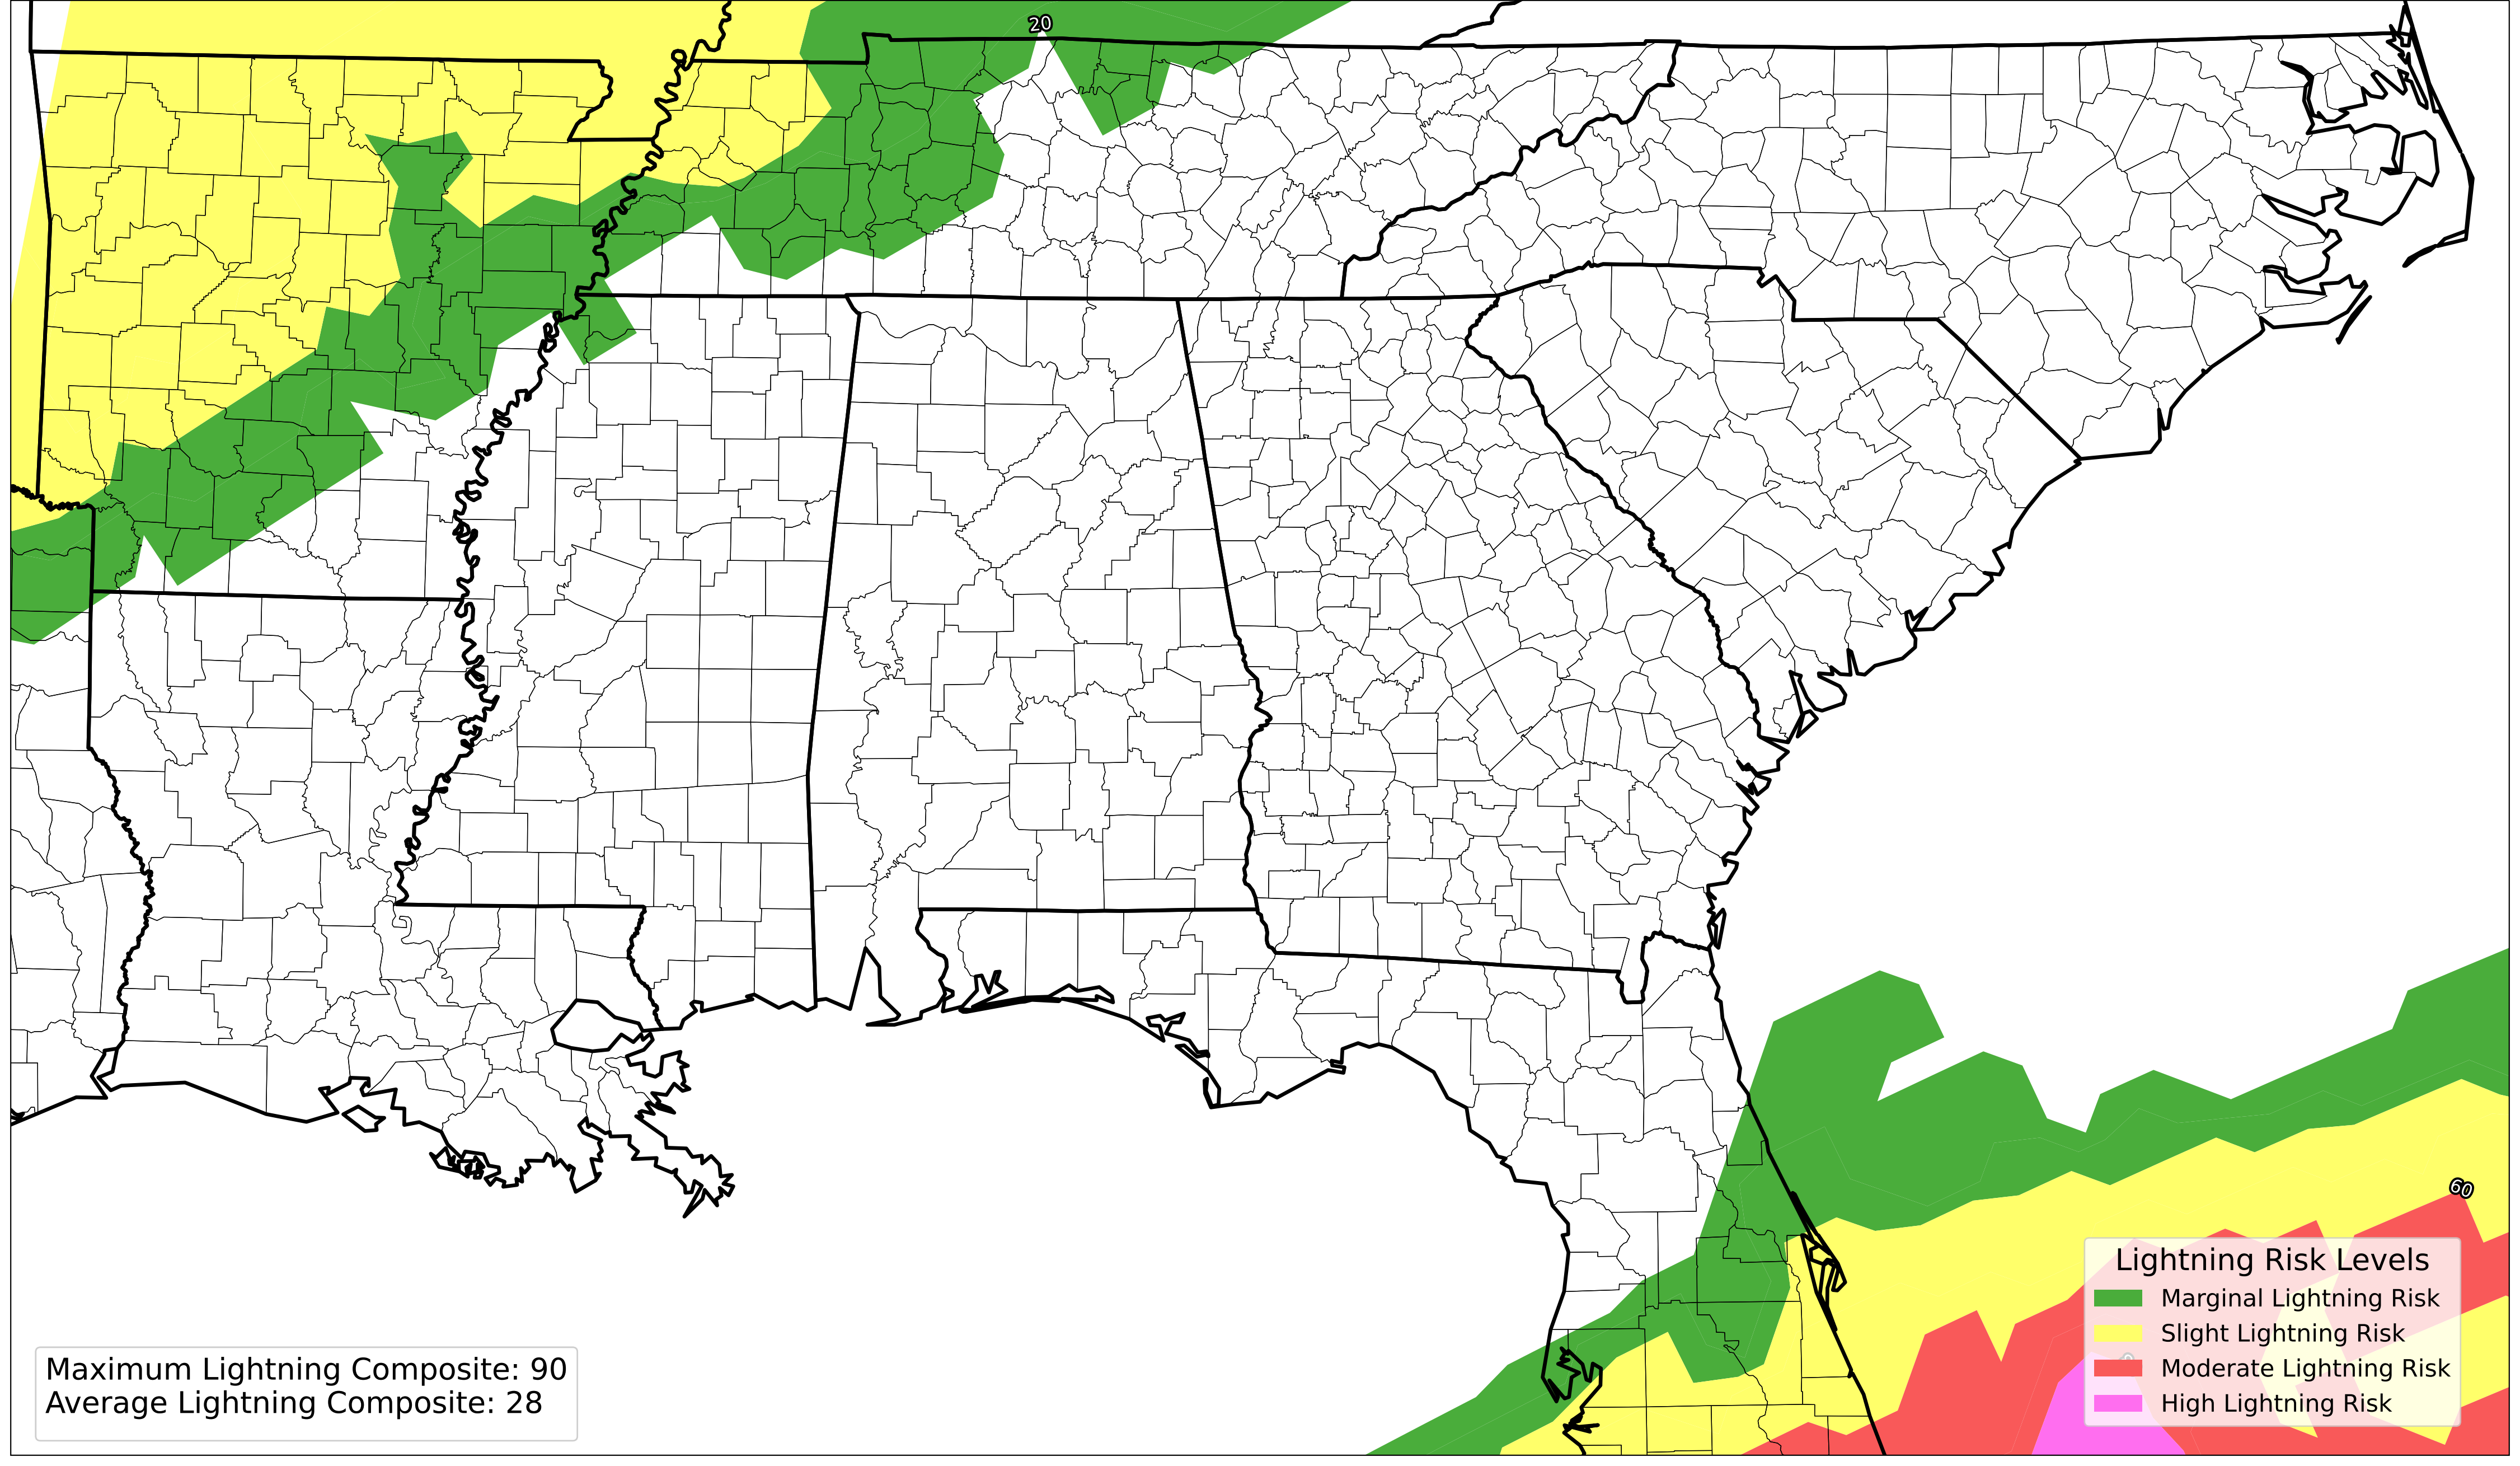 20
60
Lightning Risk Levels
Marginal Lightning Risk
Slight Lightning Risk
Moderate Lightning Risk
High Lightning Risk
Maximum Lightning Composite: 90
Average Lightning Composite: 28